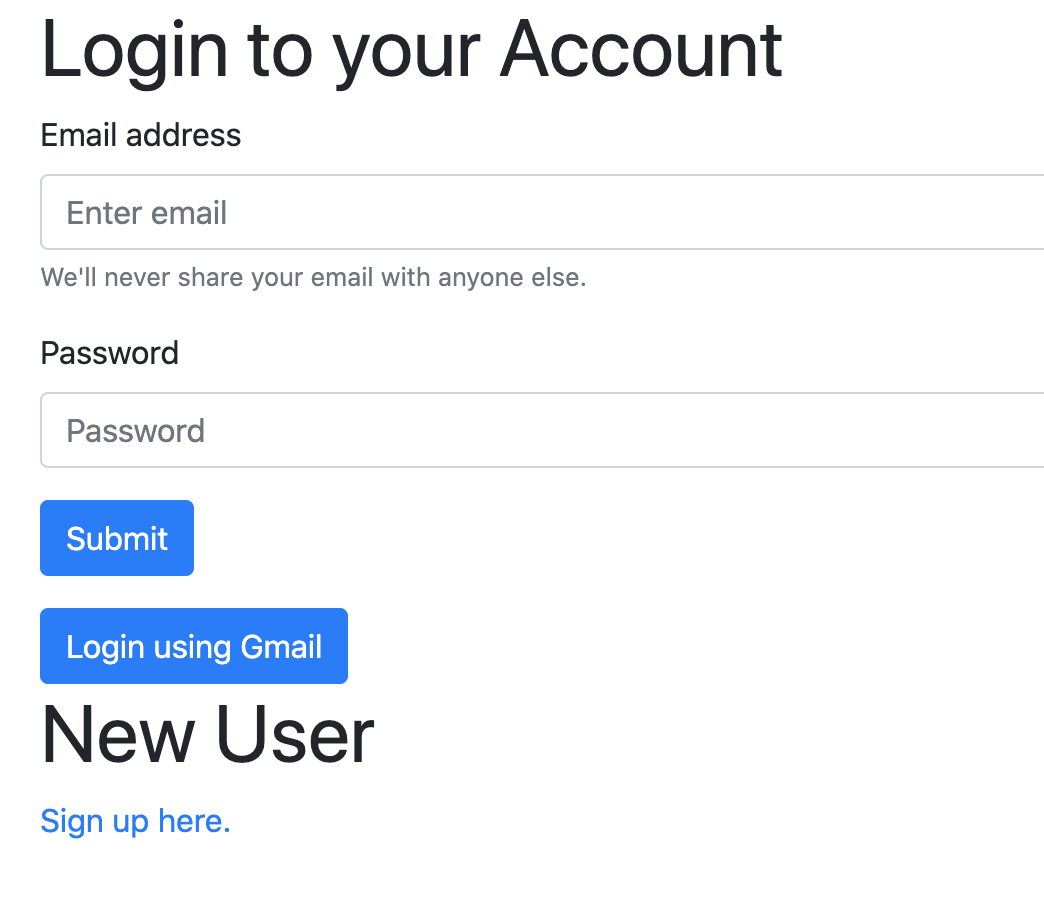 Login to your Account
Email address
Enter email
We'll never share your email with anyone else.
Password
Password
Submit
Login using Gmail
New User
Sign up here.